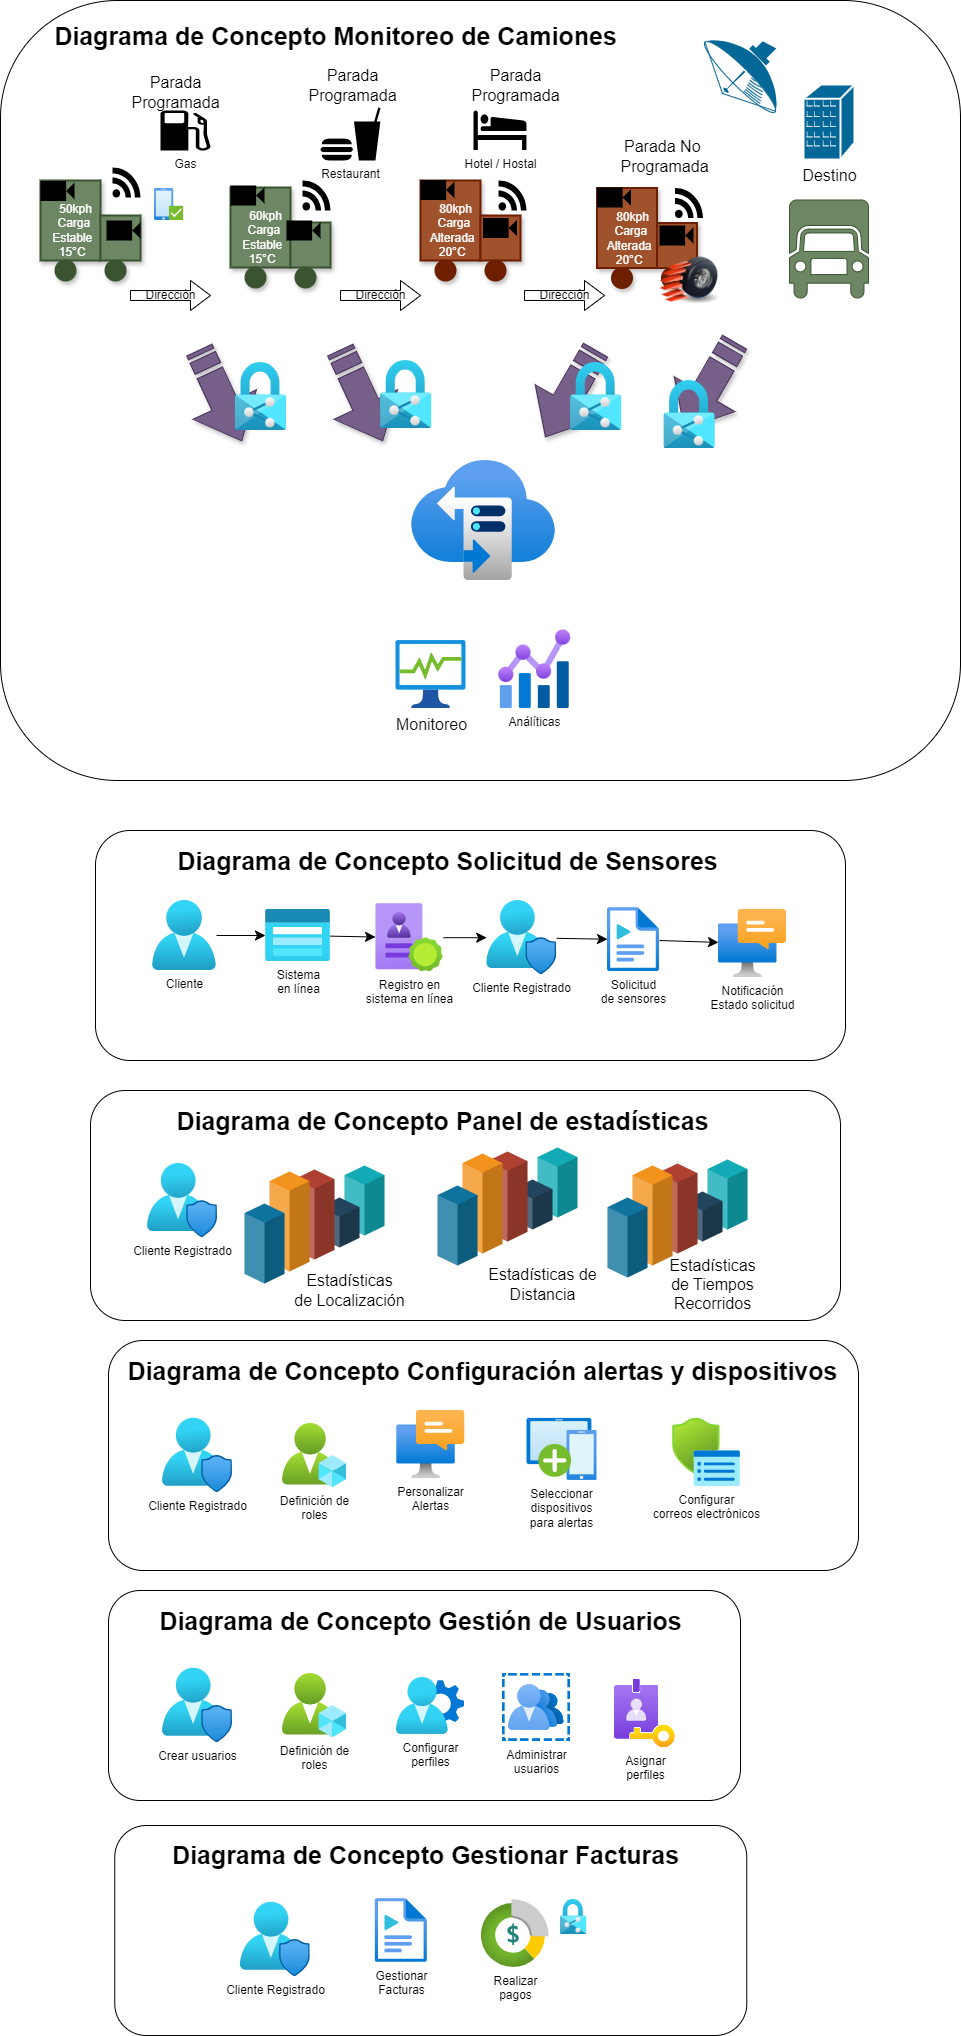 Diagrama de Concepto Monitoreo de Camiones
Parada
Programada
Gas
Parada
Programada
Restaurant
Parada
Programada
Hotel / Hostal
Parada No
Programada
Destino
50kph
Carga
Estable
15°C
60kph
Carga
Estable
15°C
80kph
Carga
Alterada
20°C
80kph
Carga
Alterada
20°C
Dirección
Dirección
Dirección
Monitoreo
Análíticas
Diagrama de Concepto Solicitud de Sensores
Cliente
Sistema
en línea
Registro en
sistema en línea
Cliente Registrado
Solicitud
de sensores
Notificación
Estado solicitud
Diagrama de Concepto Panel de estadísticas
Cliente Registrado
Estadísticas
de Localización
Estadísticas de
Distancia
Estadísticas
de Tiempos
Recorridos
Diagrama de Concepto Configuración alertas y dispositivos
Cliente Registrado
Definición de
roles
Personalizar
Alertas
Seleccionar
dispositivos
para alertas
Configurar
correos electrónicos
Diagrama de Concepto Gestión de Usuarios
Crear usuarios
Definición de
roles
Configurar
perfiles
Administrar
usuarios
Asignar
perfiles
Diagrama de Concepto Gestionar Facturas
Cliente Registrado
Gestionar
Facturas
$
Realizar
pagos